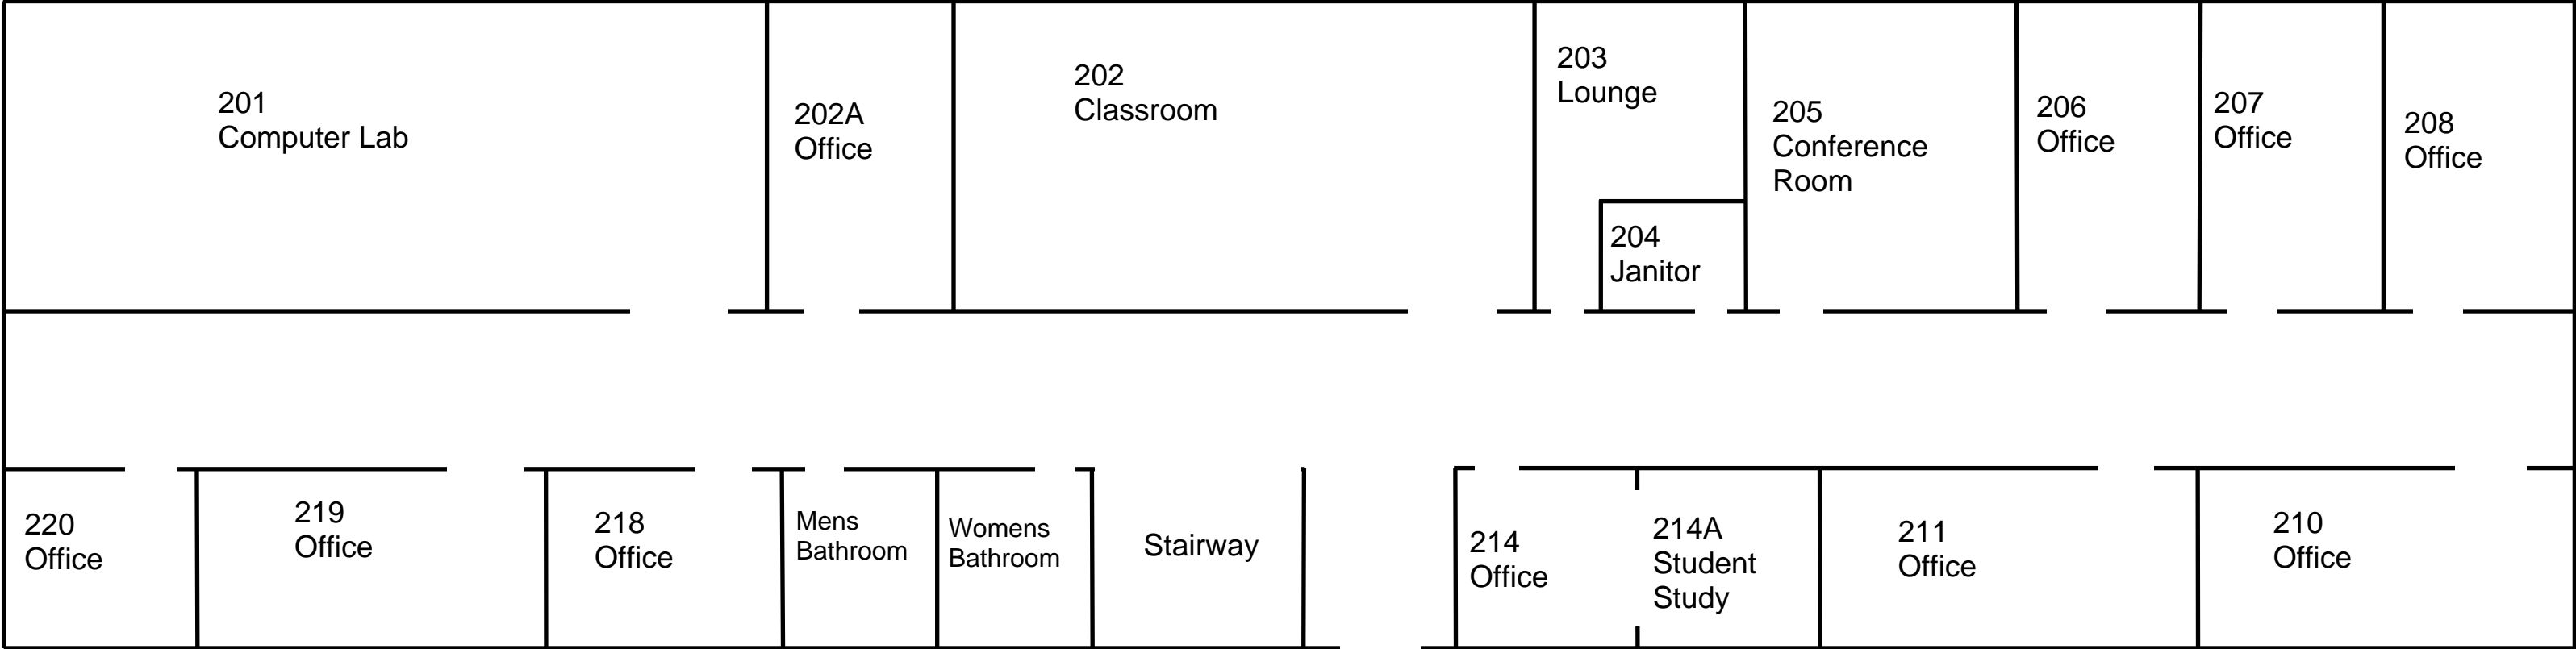 201
Computer Lab
202A
Office
202
Classroom
203
Lounge
204
Janitor
205
Conference
Room
206
Office
207
Office
208
Office
220
Office
219
Office
218
Office
Mens
Bathroom
Womens
Bathroom
Stairway
214
Office
214A
Student
Study
211
Office
210
Office